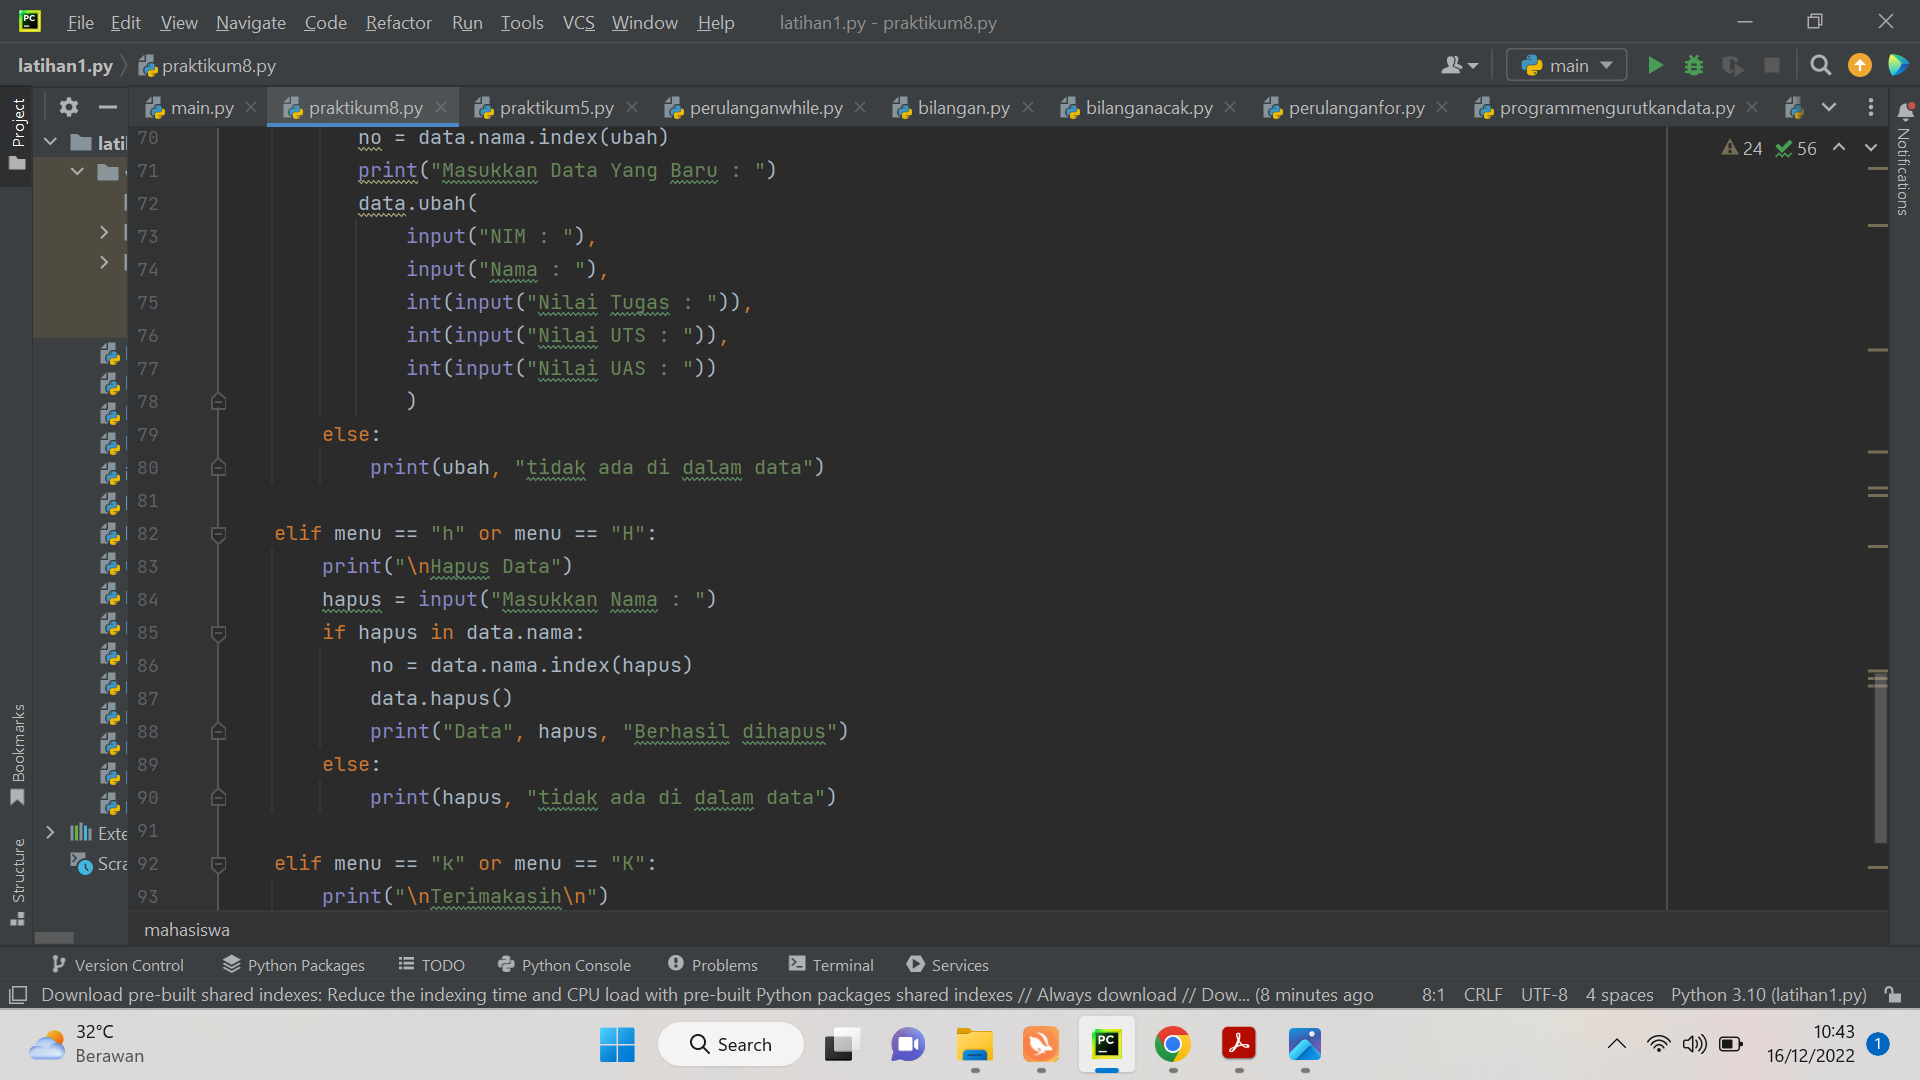 PC File Edit View Navigate Code Refactor Run Tools VCS Window Help latihan1.py - praktikum8.py
latihan1.py praktikum8.py main
main.py praktikum8.py praktikum5.py perulanganwhile.py bilangan.py bilanganacak.py perulanganfor.py programmengurutkandata.py
Project
Bookmarks
Structure
Notifications
lati
Exte
Scra
24 56
70 no = data.nama.index(ubah)
71 print("Masukkan Data Yang Baru : ")
72 data.ubah(
73 input("NIM : "),
74 input("Nama : "),
75 int(input("Nilai Tugas : ")),
76 int(input("Nilai UTS : ")),
77 int(input("Nilai UAS : "))
78 )
79 else:
80 print(ubah, "tidak ada di dalam data")
81
82 elif menu == "h" or menu == "H":
83 print("\nHapus Data")
84 hapus = input("Masukkan Nama : ")
85 if hapus in data.nama:
86 no = data.nama.index(hapus)
87 data.hapus()
88 print("Data", hapus, "Berhasil dihapus")
89 else:
90 print(hapus, "tidak ada di dalam data")
91
92 elif menu == "k" or menu == "K":
93 print("\nTerimakasih\n")
mahasiswa
Version Control Python Packages TODO Python Console Problems Terminal Services
Download pre-built shared indexes: Reduce the indexing time and CPU load with pre-built Python packages shared indexes // Always download // Dow... (8 minutes ago 8:1 CRLF UTF-8 4 spaces Python 3.10 (latihan1.py)
32°C
Berawan
Search
PC
10:43
16/12/2022
1